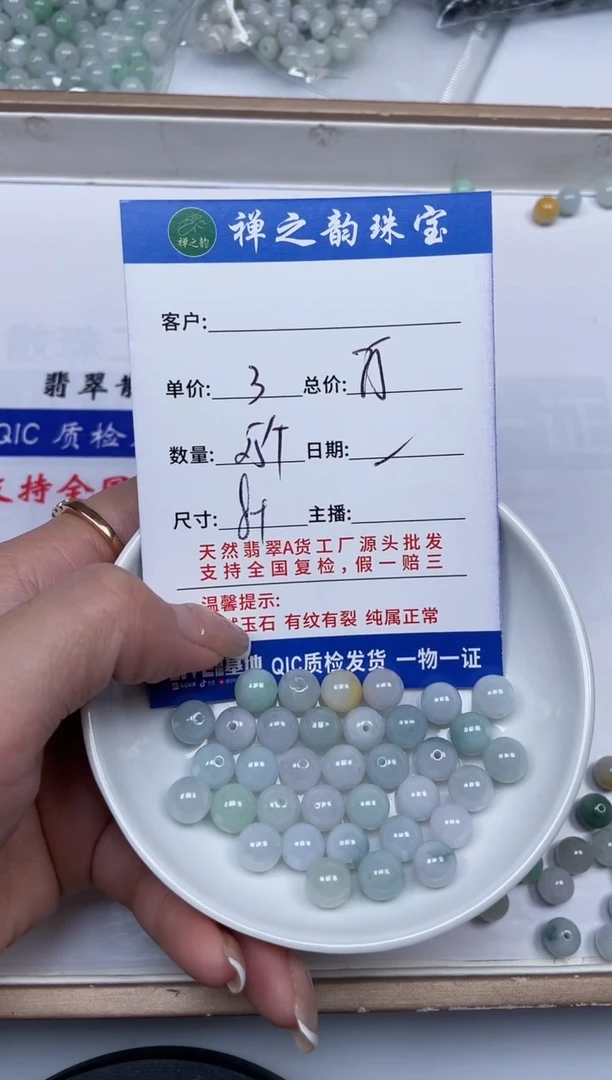 禅之韵珠宝
禅之韵
客户:
单价: 3 总价:
数量: 日期:
尺寸: 8 主播:
天然翡翠A货工厂源头批发
支持全国复检,假一赔三
温馨提示:
玉石 有纹有裂 纯属正常
基地 QIC质检发货 一物一证
翡翠
QIC 质检
支持全国